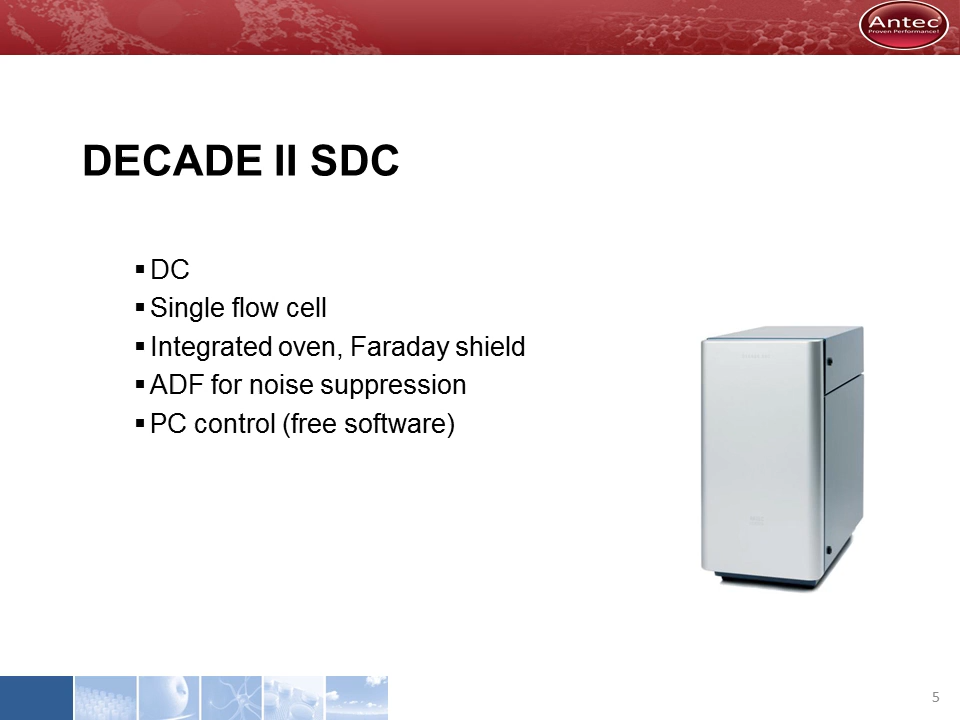 Antec
Proven Performance!
DECADE II SDC
▪ DC
▪ Single flow cell
▪ Integrated oven, Faraday shield
▪ ADF for noise suppression
▪ PC control (free software)
5